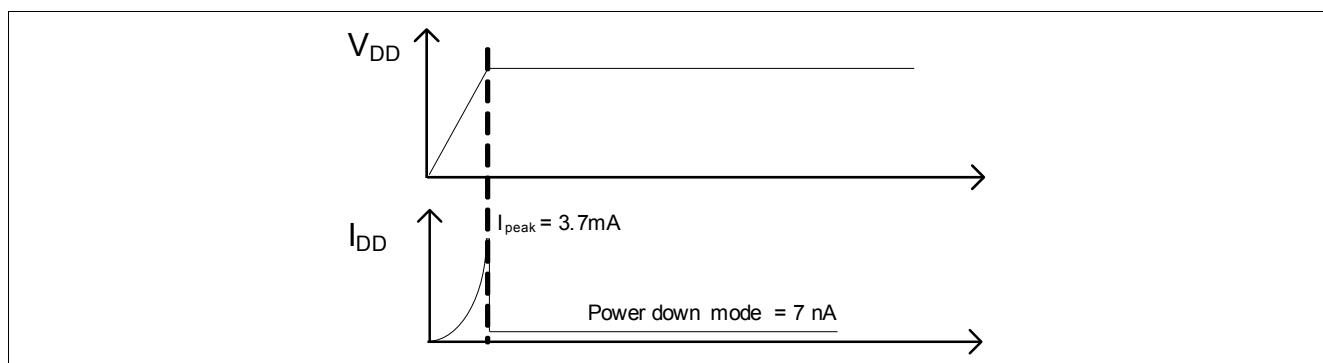 VDD
Ipeak = 3.7mA
IDD
Power down mode = 7 nA